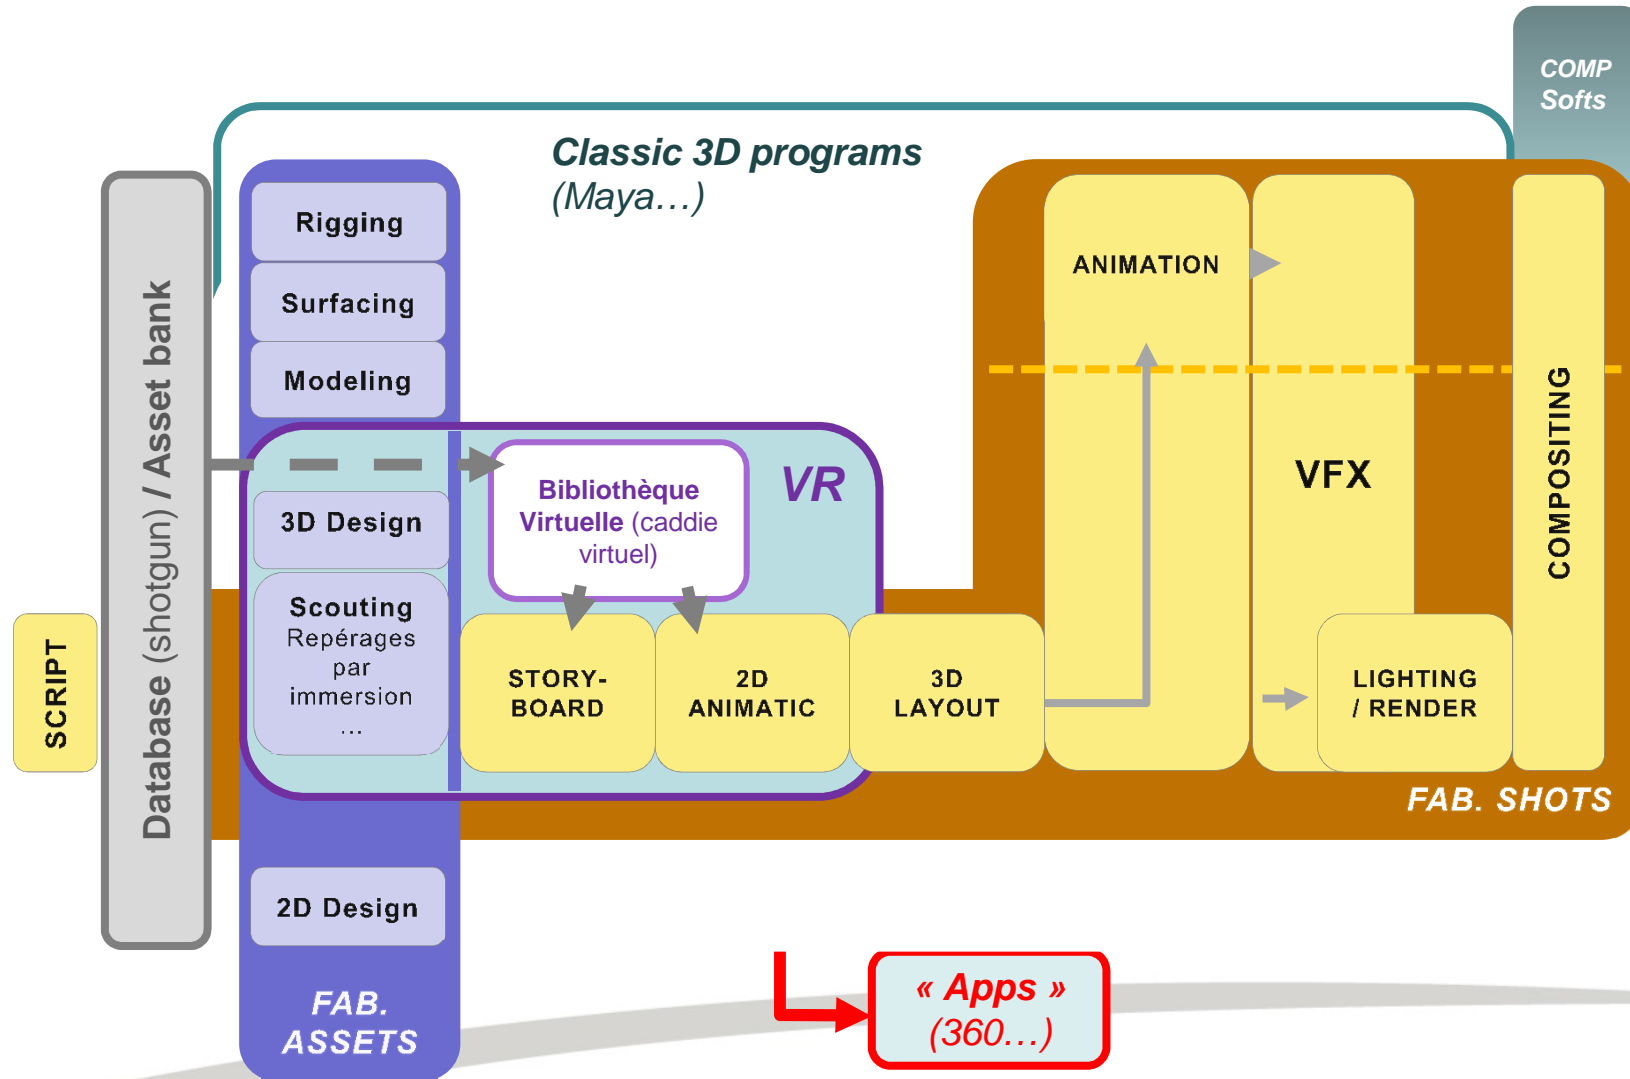 COMP
Softs
Classic 3D programs
(Maya…)
Rigging
Surfacing
Modeling
ANIMATION
Database (shotgun) / Asset bank
SCRIPT
VR
Bibliothèque
Virtuelle (caddie
virtuel)
3D Design
Scouting
Repérages
par
immersion
…
STORY-
BOARD
2D
ANIMATIC
3D
LAYOUT
VFX
LIGHTING
/ RENDER
COMPOSITING
FAB. SHOTS
2D Design
FAB.
ASSETS
« Apps »
(360…)